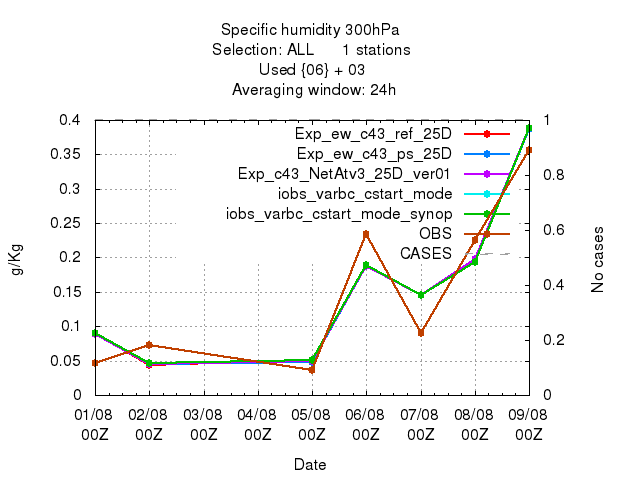 Specific humidity 300hPa
Selection: ALL 1 stations
Used {06} + 03
Averaging window: 24h
0.4
0.35
0.3
0.25
0.2
0.15
0.1
0.05
0
g/Kg
Exp_ew_c43_ref_25D
Exp_ew_c43_ps_25D
Exp_c43_NetAtv3_25D_ver01
iobs_varbc_cstart_mode
iobs_varbc_cstart_mode_synop
OBS
CASES
1
0.8
0.6
0.4
0.2
0
No cases
01/08 02/08 03/08 04/08 05/08 06/08 07/08 08/08 09/08
00Z 00Z 00Z 00Z 00Z 00Z 00Z 00Z 00Z
Date